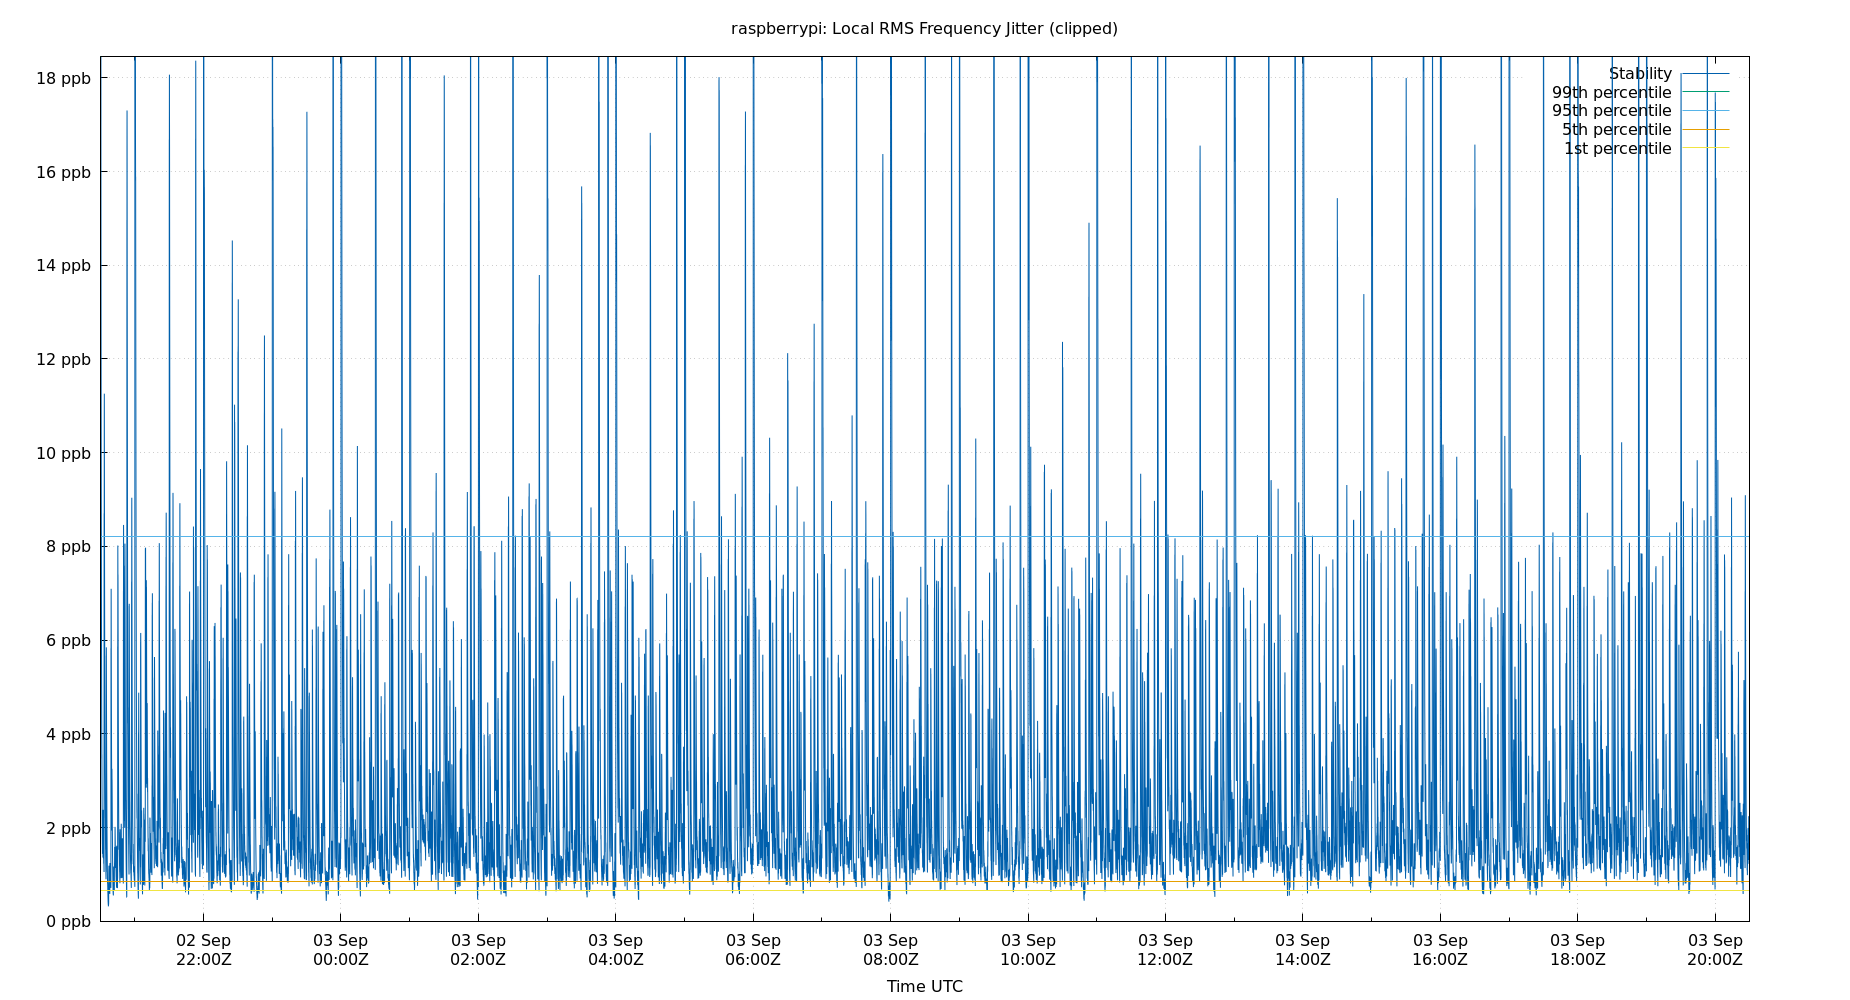 raspberrypi: Local RMS Frequency Jitter (clipped)
18 ppb
16 ppb
14 ppb
12 ppb
10 ppb
8 ppb
6 ppb
4 ppb
2 ppb
0 ppb
Stability
99th percentile
95th percentile
5th percentile
1st percentile
02 Sep
22:00Z
03 Sep
00:00Z
03 Sep
02:00Z
03 Sep
04:00Z
03 Sep
06:00Z
03 Sep
08:00Z
03 Sep
10:00Z
03 Sep
12:00Z
03 Sep
14:00Z
03 Sep
16:00Z
03 Sep
18:00Z
03 Sep
20:00Z
Time UTC